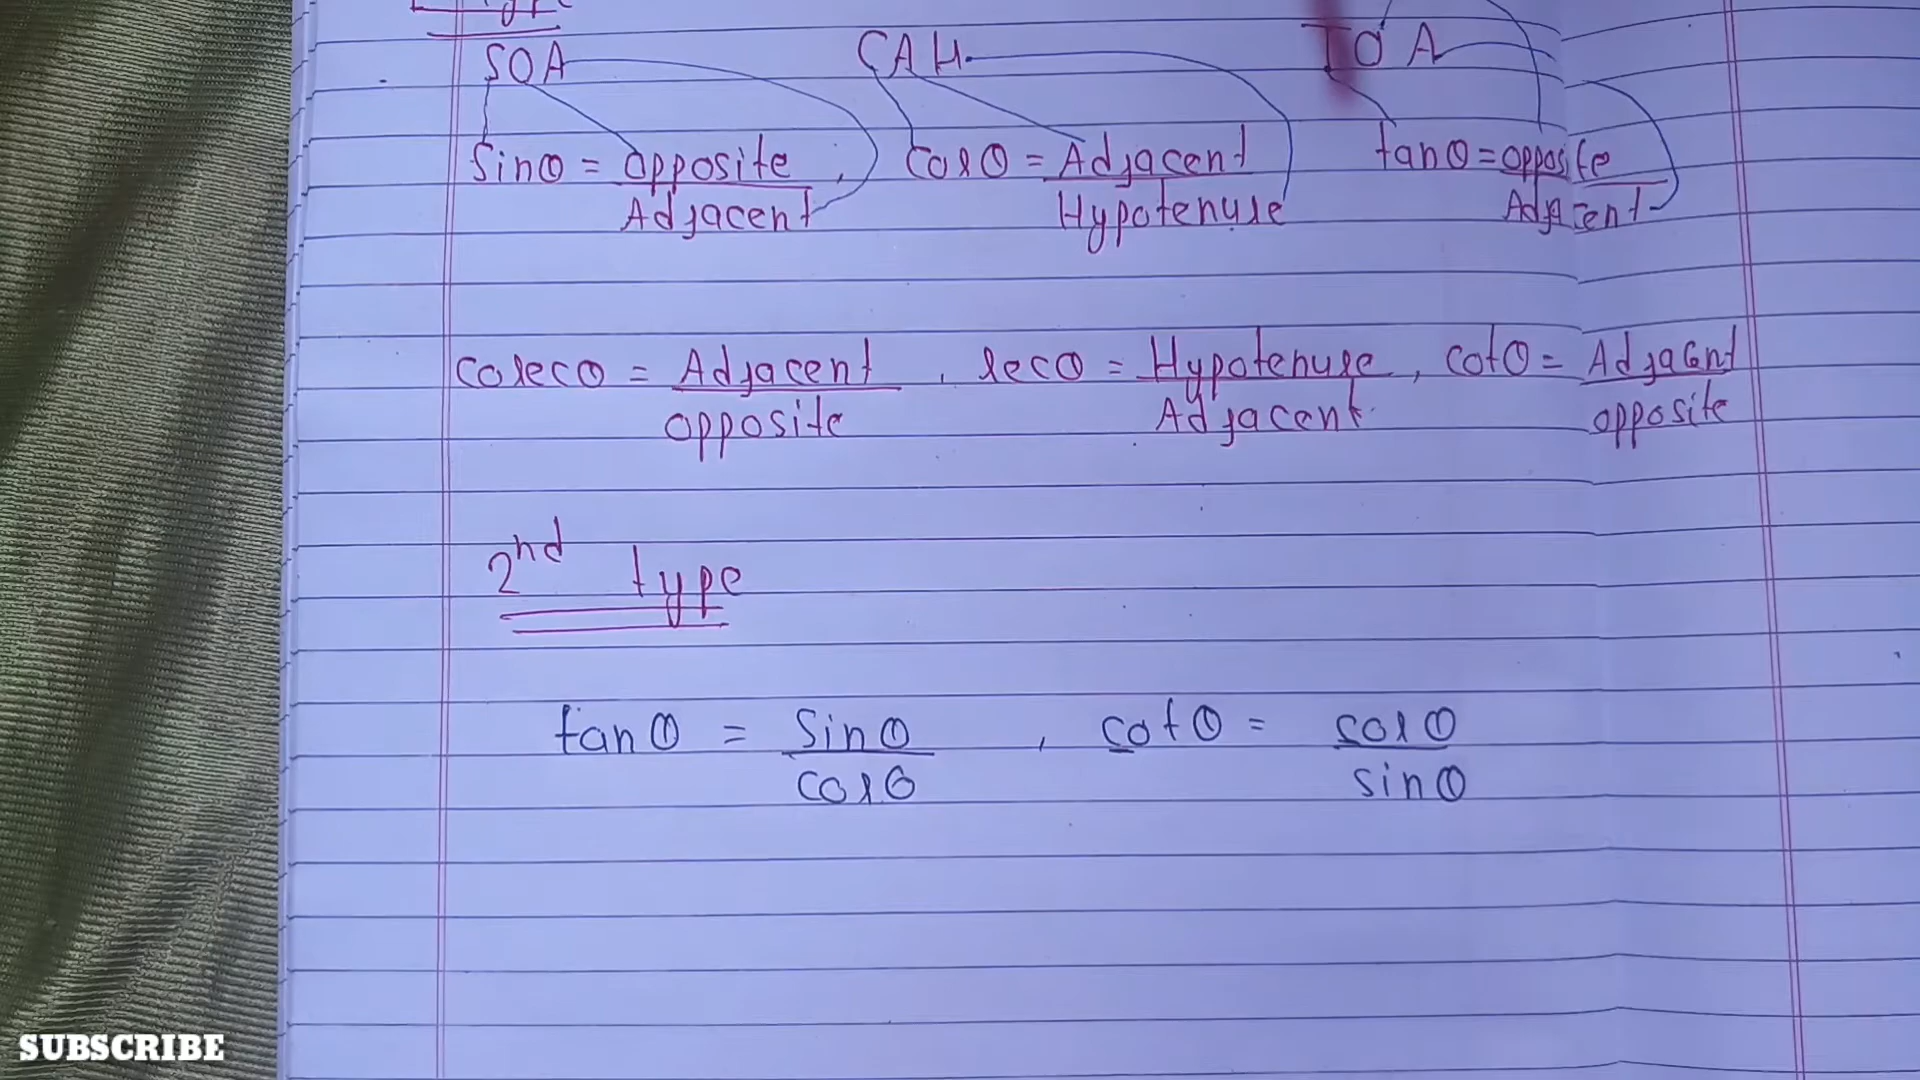 SOA CAH TOA
Sinθ = opposite/Adjacent , cosθ = Adjacent/Hypotenuse tanθ = opposite/Adjacent
cosecθ = Adjacent/opposite , secθ = Hypotenuse/Adjacent , cotθ = Adjacent/opposite
2nd type
tanθ = Sinθ/cosθ , cotθ = cosθ/sinθ
SUBSCRIBE